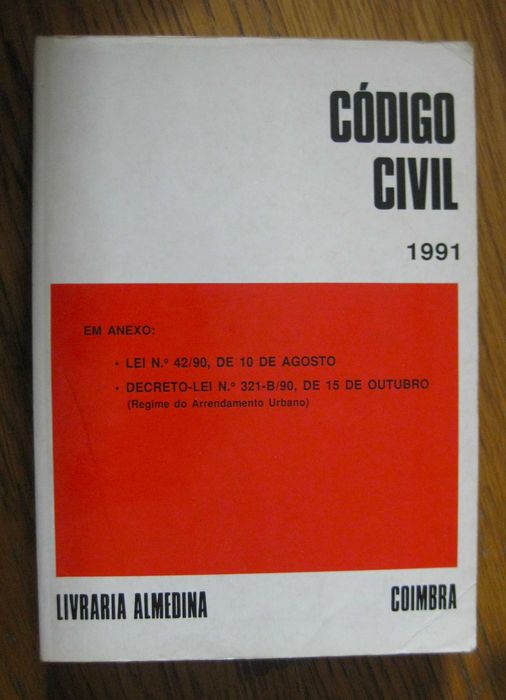 CÓDIGO
CIVIL
1991
EM ANEXO:
• LEI N.º 42/90, DE 10 DE AGOSTO
• DECRETO-LEI N.º 321-B/90, DE 15 DE OUTUBRO
(Regime do Arrendamento Urbano)
LIVRARIA ALMEDINA COIMBRA